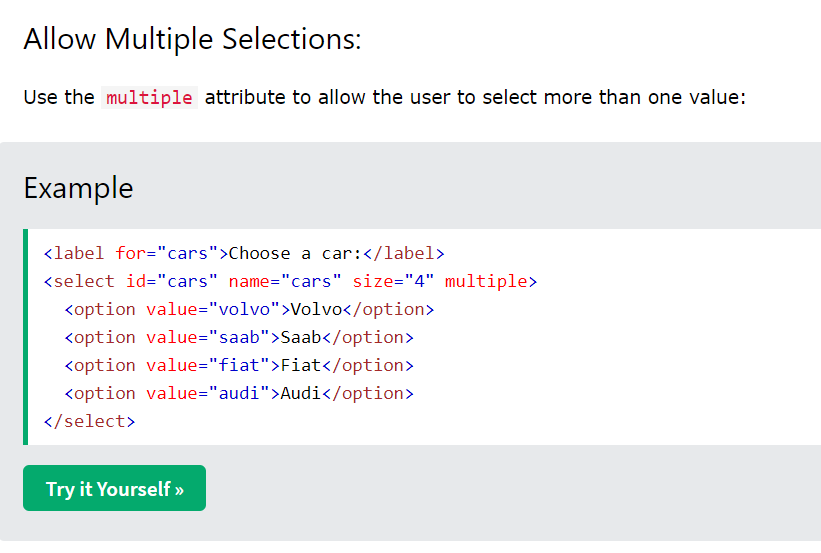 Allow Multiple Selections:
Use the multiple attribute to allow the user to select more than one value:
Example
<label for="cars">Choose a car:</label>
<select id="cars" name="cars" size="4" multiple>
  <option value="volvo">Volvo</option>
  <option value="saab">Saab</option>
  <option value="fiat">Fiat</option>
  <option value="audi">Audi</option>
</select>
Try it Yourself »